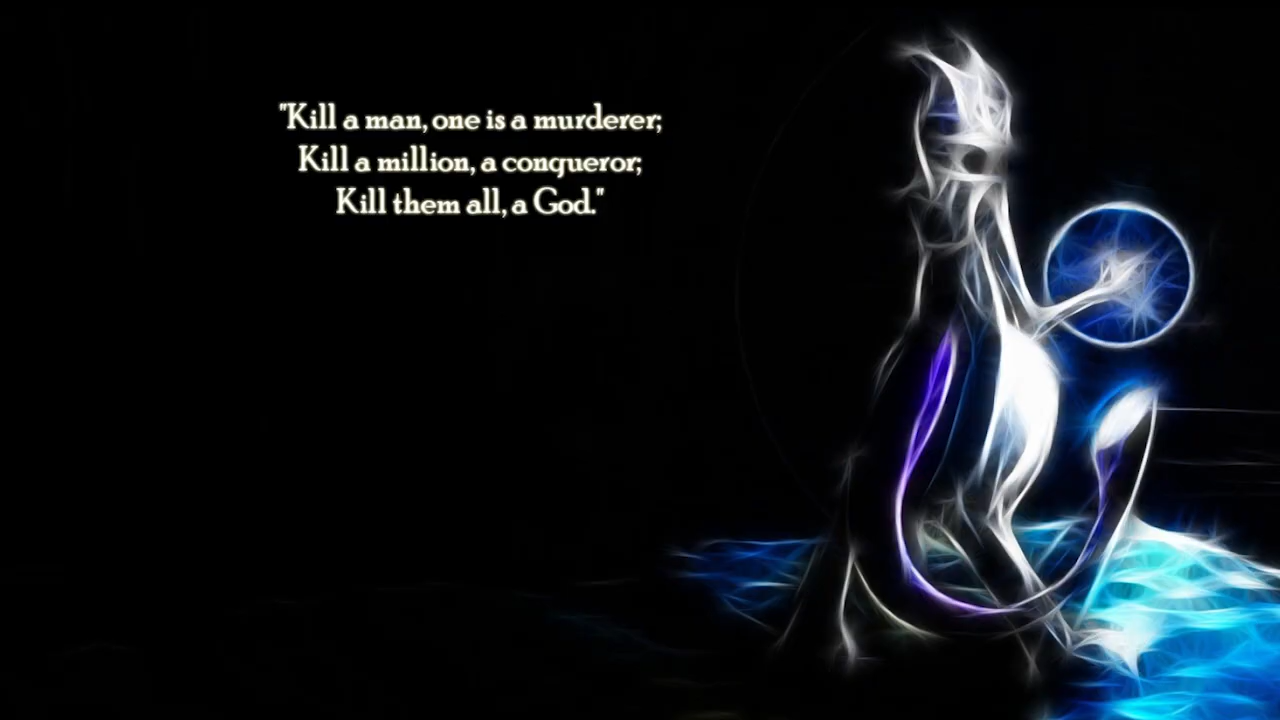 "Kill a man, one is a murderer;
Kill a million, a conqueror;
Kill them all, a God."